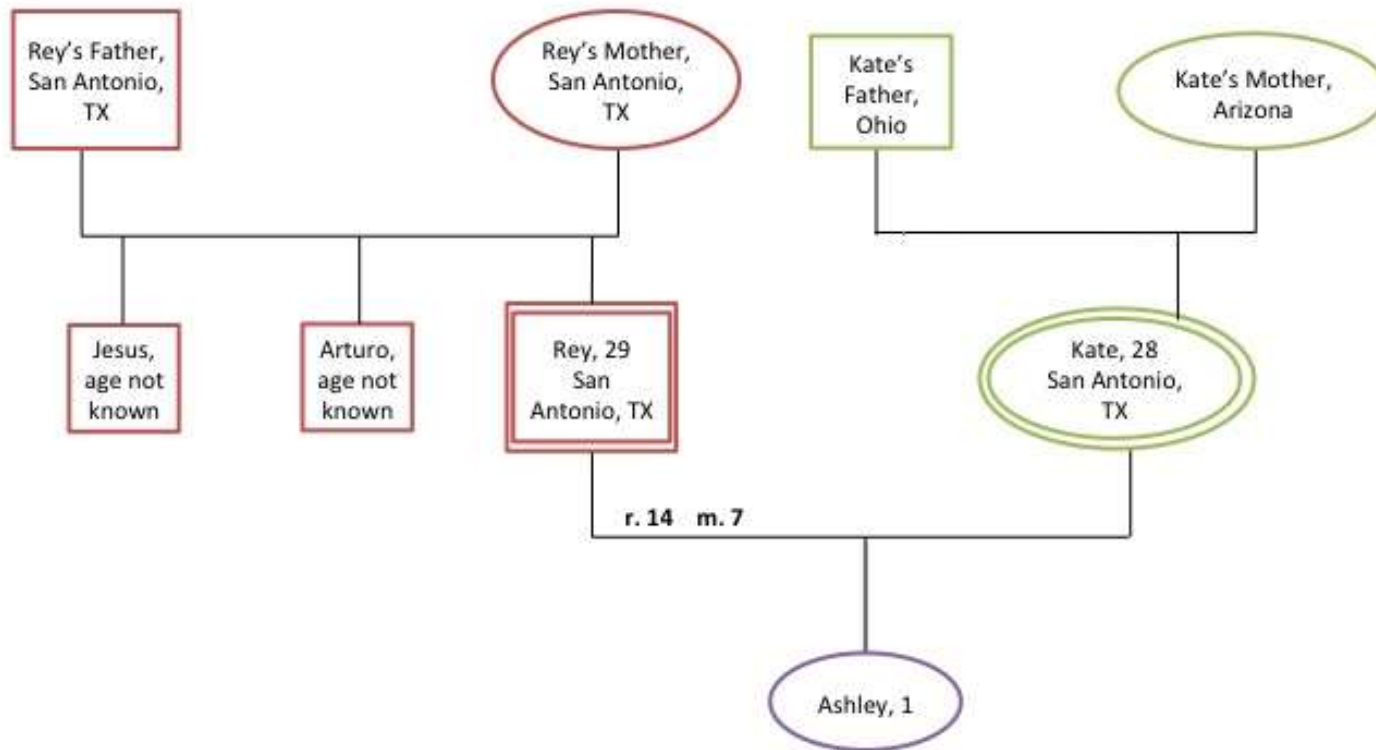 Rey's Father,
San Antonio,
TX
Rey's Mother,
San Antonio,
TX
Kate's
Father,
Ohio
Kate's Mother,
Arizona
Jesus,
age not
known
Arturo,
age not
known
Rey, 29
San
Antonio, TX
Kate, 28
San Antonio,
TX
r. 14 m. 7
Ashley, 1